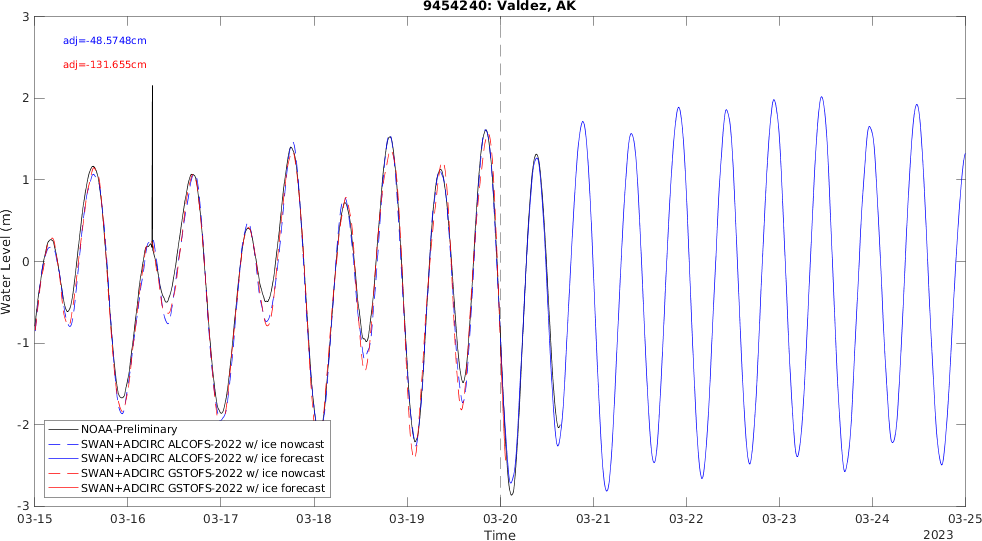 9454240: Valdez, AK
adj=-48.5748cm
adj=-131.655cm
Water Level (m)
3
2
1
0
-1
-2
-3
NOAA-Preliminary
SWAN+ADCIRC ALCOFS-2022 w/ ice nowcast
SWAN+ADCIRC ALCOFS-2022 w/ ice forecast
SWAN+ADCIRC GSTOFS-2022 w/ ice nowcast
SWAN+ADCIRC GSTOFS-2022 w/ ice forecast
03-15 03-16 03-17 03-18 03-19 03-20 03-21 03-22 03-23 03-24 03-25
Time
2023